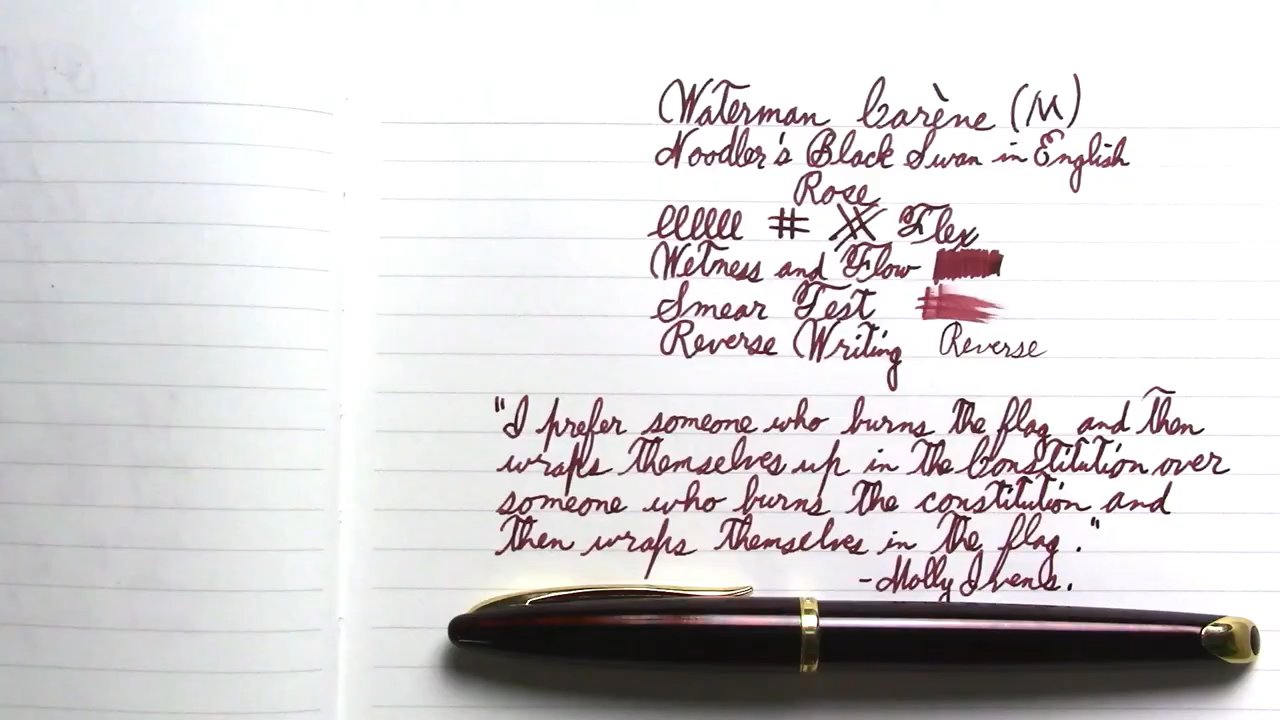 Waterman Carène (M)
Noodler's Black Swan in English
Rose
llllll # Flex
Wetness and Flow
Smear Test
Reverse Writing Reverse
"I prefer someone who burns the flag and then
wraps themselves up in the Constitution over
someone who burns the constitution and
then wraps themselves in the flag."
-Molly Ivens.